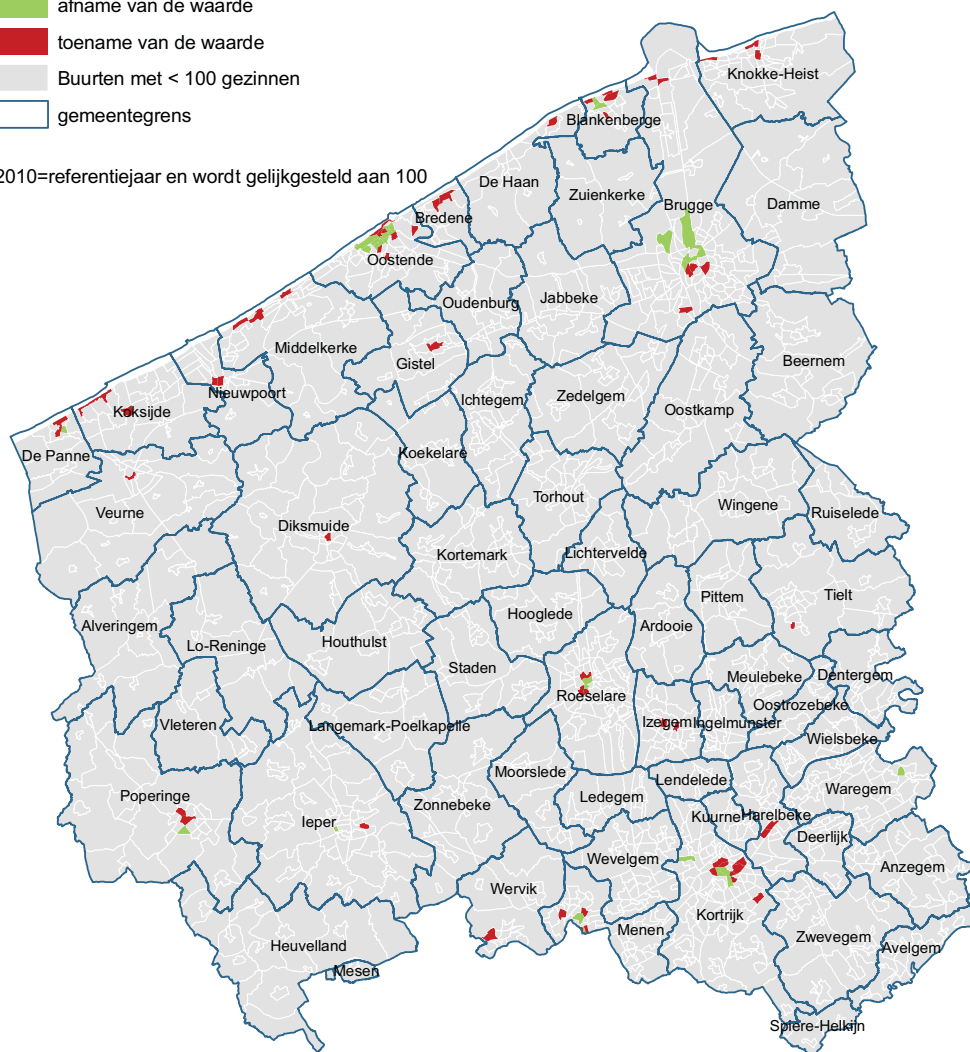 afname van de waarde
toename van de waarde
Buurten met < 100 gezinnen
gemeentegrens
2010=referentiejaar en wordt gelijkgesteld aan 100
Knokke-Heist
Blankenberge
De Haan
Zuienkerke
Brugge
Damme
Bredene
Oostende
Oudenburg
Jabbeke
Middelkerke
Gistel
Beernem
Nieuwpoort
Ichtegem
Zedelgem
Oostkamp
Koksijde
De Panne
Koekelare
Torhout
Wingene
Ruiselede
Veurne
Diksmuide
Kortemark
Lichtervelde
Pittem
Tielt
Alveringem
Lo-Reninge
Houthulst
Hooglede
Ardooie
Staden
Meulebeke
Dentergem
Roeselare
Oostrozebeke
Vleteren
Langemark-Poelkapelle
Izegem
Ingelmunster
Wielsbeke
Moorslede
Lendelede
Waregem
Poperinge
Zonnebeke
Ledegem
Ieper
Kuurne
Harelbeke
Deerlijk
Wevelgem
Anzegem
Wervik
Kortrijk
Menen
Zwevegem
Avelgem
Heuvelland
Mesen
Spiere-Helkijn